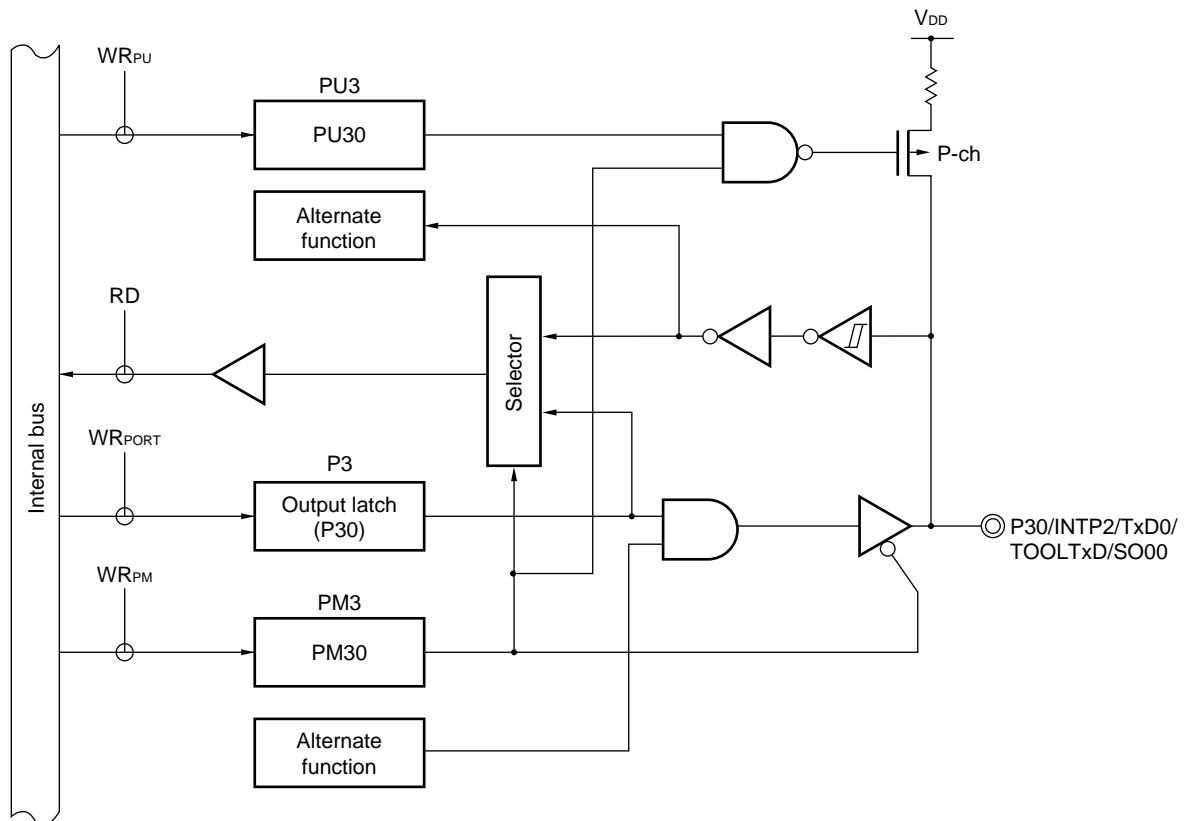 VDD
WRPU
PU3
PU30
P-ch
Alternate
function
RD
Selector
Internal bus
WRPORT
P3
Output latch
(P30)
P30/INTP2/TxD0/
TOOLTxD/SO00
WRPM
PM3
PM30
Alternate
function